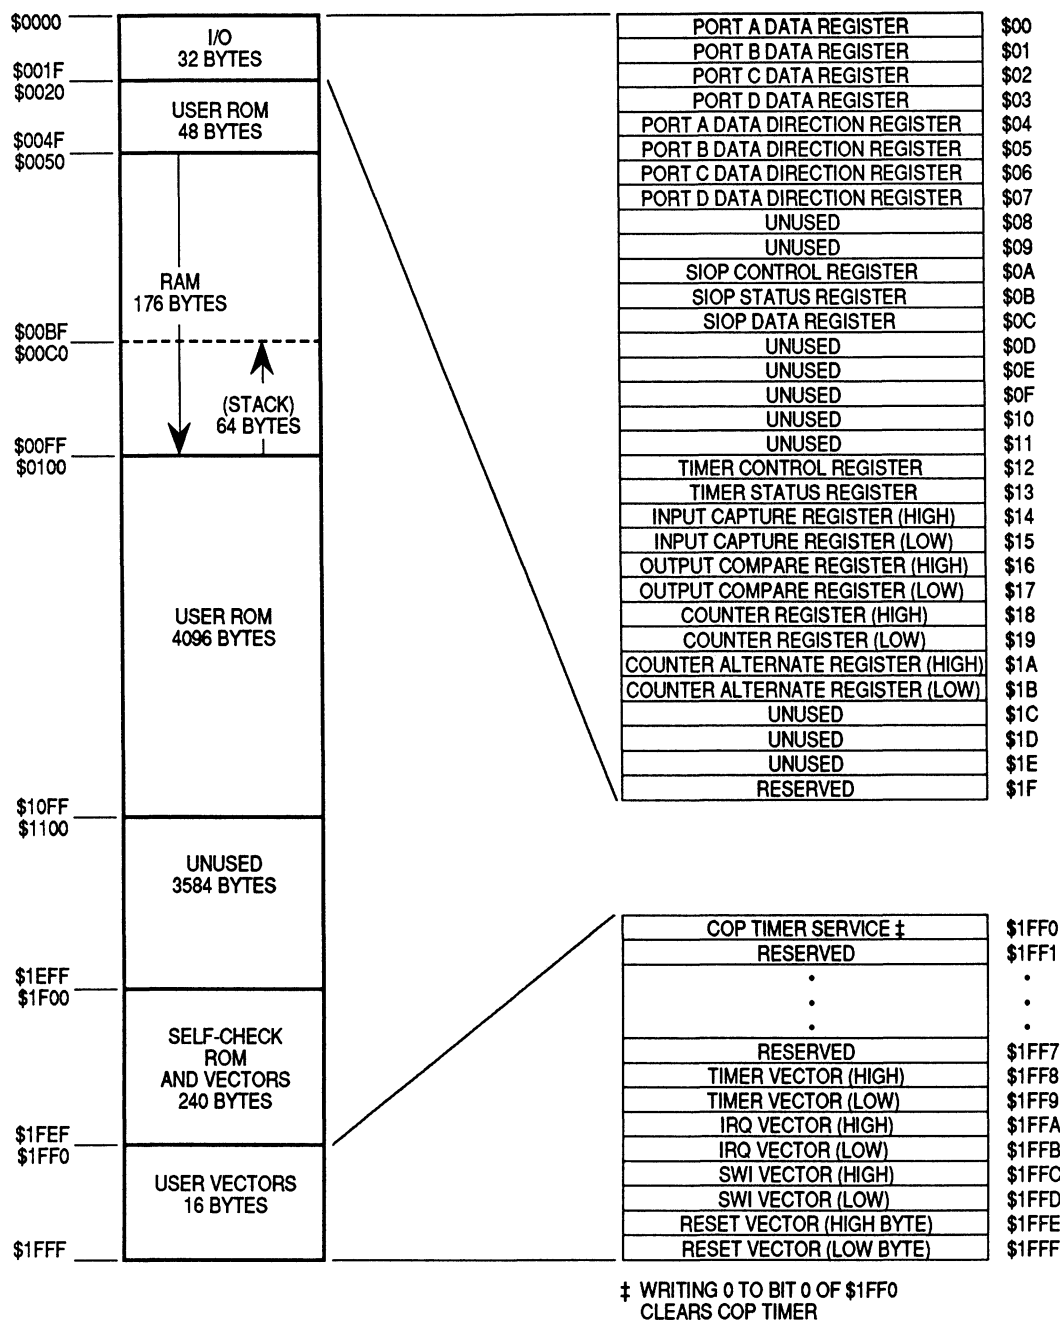 $0000
I/O
32 BYTES
$001F
$0020
USER ROM
48 BYTES
$004F
$0050
RAM
176 BYTES
$00BF
$00C0
(STACK)
64 BYTES
$00FF
$0100
USER ROM
4096 BYTES
$10FF
$1100
UNUSED
3584 BYTES
$1EFF
$1F00
SELF-CHECK
ROM
AND VECTORS
240 BYTES
$1FEF
$1FF0
USER VECTORS
16 BYTES
$1FFF
PORT A DATA REGISTER $00
PORT B DATA REGISTER $01
PORT C DATA REGISTER $02
PORT D DATA REGISTER $03
PORT A DATA DIRECTION REGISTER $04
PORT B DATA DIRECTION REGISTER $05
PORT C DATA DIRECTION REGISTER $06
PORT D DATA DIRECTION REGISTER $07
UNUSED $08
UNUSED $09
SIOP CONTROL REGISTER $0A
SIOP STATUS REGISTER $0B
SIOP DATA REGISTER $0C
UNUSED $0D
UNUSED $0E
UNUSED $0F
UNUSED $10
UNUSED $11
TIMER CONTROL REGISTER $12
TIMER STATUS REGISTER $13
INPUT CAPTURE REGISTER (HIGH) $14
INPUT CAPTURE REGISTER (LOW) $15
OUTPUT COMPARE REGISTER (HIGH) $16
OUTPUT COMPARE REGISTER (LOW) $17
COUNTER REGISTER (HIGH) $18
COUNTER REGISTER (LOW) $19
COUNTER ALTERNATE REGISTER (HIGH) $1A
COUNTER ALTERNATE REGISTER (LOW) $1B
UNUSED $1C
UNUSED $1D
UNUSED $1E
RESERVED $1F
COP TIMER SERVICE ‡ $1FF0
RESERVED $1FF1
• •
• •
• •
RESERVED $1FF7
TIMER VECTOR (HIGH) $1FF8
TIMER VECTOR (LOW) $1FF9
IRQ VECTOR (HIGH) $1FFA
IRQ VECTOR (LOW) $1FFB
SWI VECTOR (HIGH) $1FFC
SWI VECTOR (LOW) $1FFD
RESET VECTOR (HIGH BYTE) $1FFE
RESET VECTOR (LOW BYTE) $1FFF
‡ WRITING 0 TO BIT 0 OF $1FF0
CLEARS COP TIMER